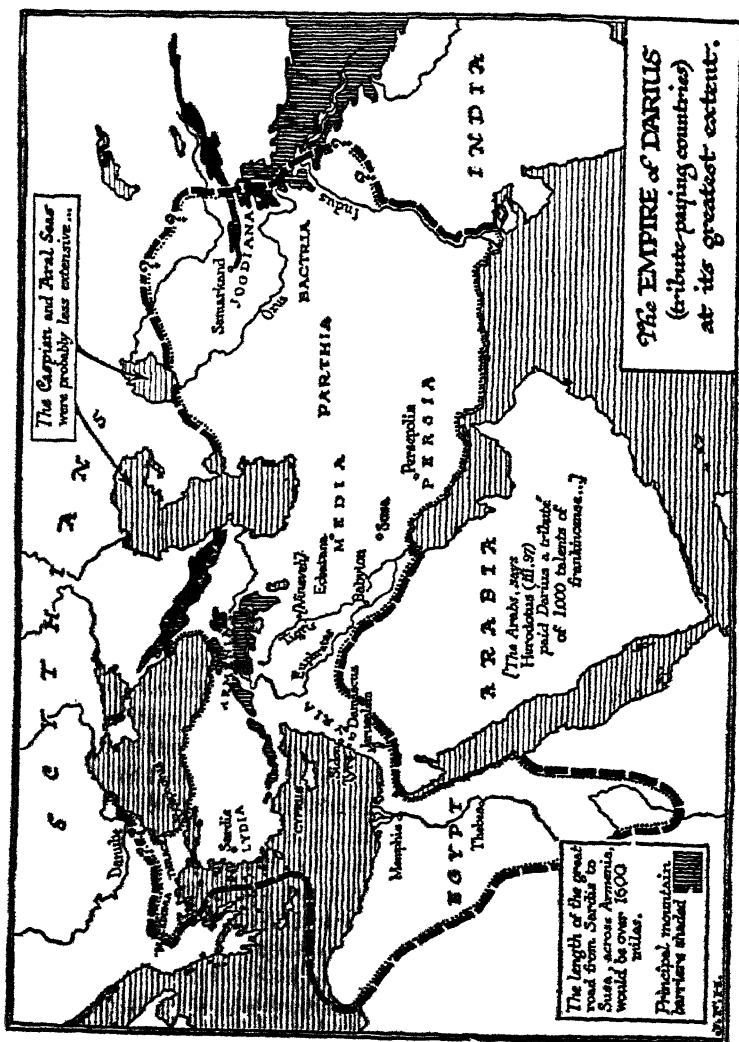 The EMPIRE of DARIUS
(tribute-paying countries)
at its greatest extent.
The Caspian and Aral Seas
were probably less extensive...
S C Y T H I A N S
Danube
Sardis
LYDIA
CYPRUS
Sidon
Tyre
Damascus
Jerusalem
Memphis
EGYPT
Thebes
[Nineveh].
Ecbatana
MEDIA
Babylon
Susa
Persepolis
PERSIA
PARTHIA
BACTRIA
Samarkand
Oxus
Indus
INDIA
ARABIA
[The Arabs, says
Herodotus (III.97)
paid Darius a tribute
of 1000 talents of
frankincense...]
The length of the great
road from Sardis to
Susa, across Armenia,
would be over 1600
miles.
Principal mountain
barriers shaded
J.F.H.